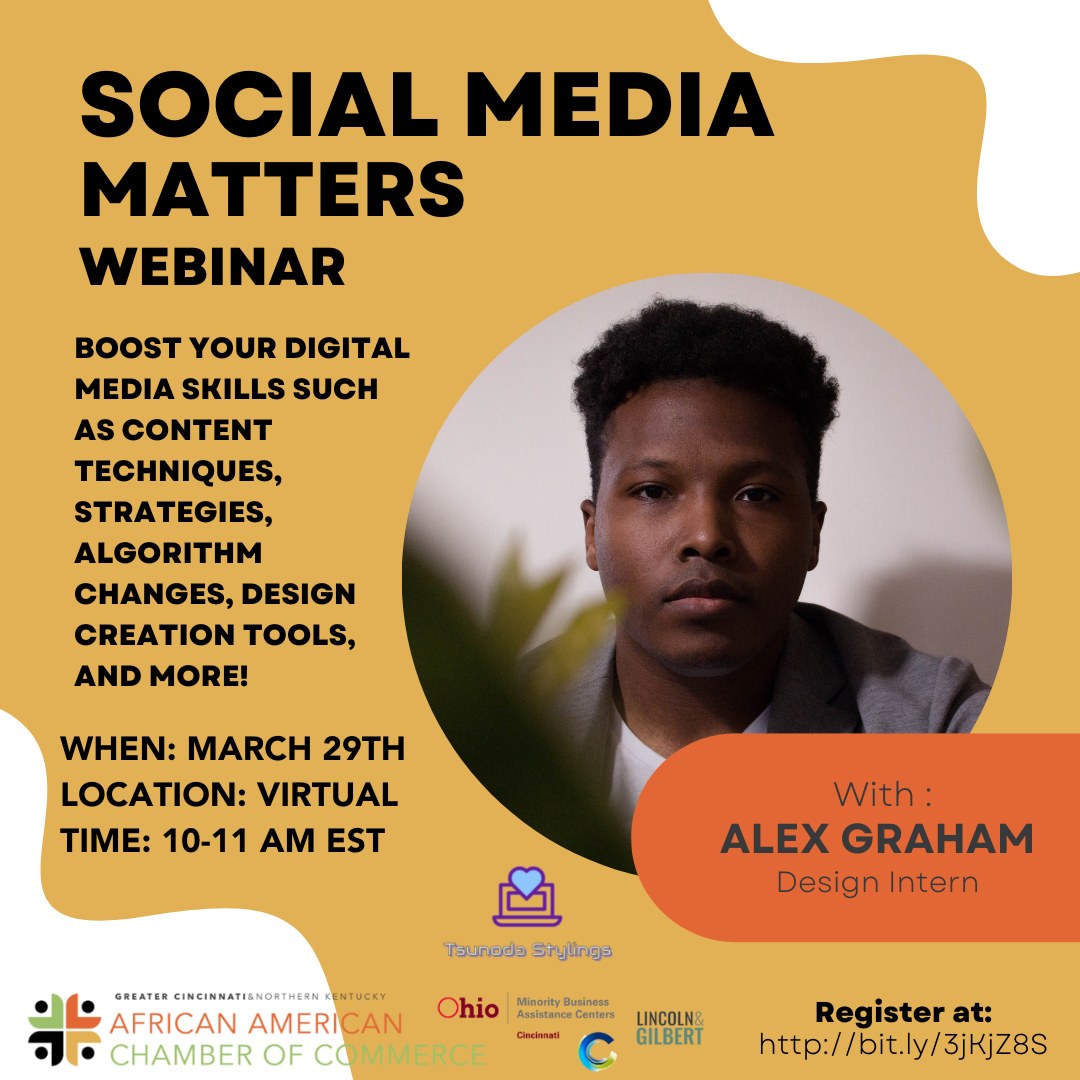 SOCIAL MEDIA
MATTERS
WEBINAR
BOOST YOUR DIGITAL
MEDIA SKILLS SUCH
AS CONTENT
TECHNIQUES,
STRATEGIES,
ALGORITHM
CHANGES, DESIGN
CREATION TOOLS,
AND MORE!
WHEN: MARCH 29TH
LOCATION: VIRTUAL
TIME: 10-11 AM EST
With :
ALEX GRAHAM
Design Intern
Tsunoda Stylings
GREATER CINCINNATI&NORTHERN KENTUCKY
AFRICAN AMERICAN
CHAMBER OF COMMERCE
Ohio
Minority Business
Assistance Centers
Cincinnati
LINCOLN&
GILBERT
Register at:
http://bit.ly/3jKjZ8S